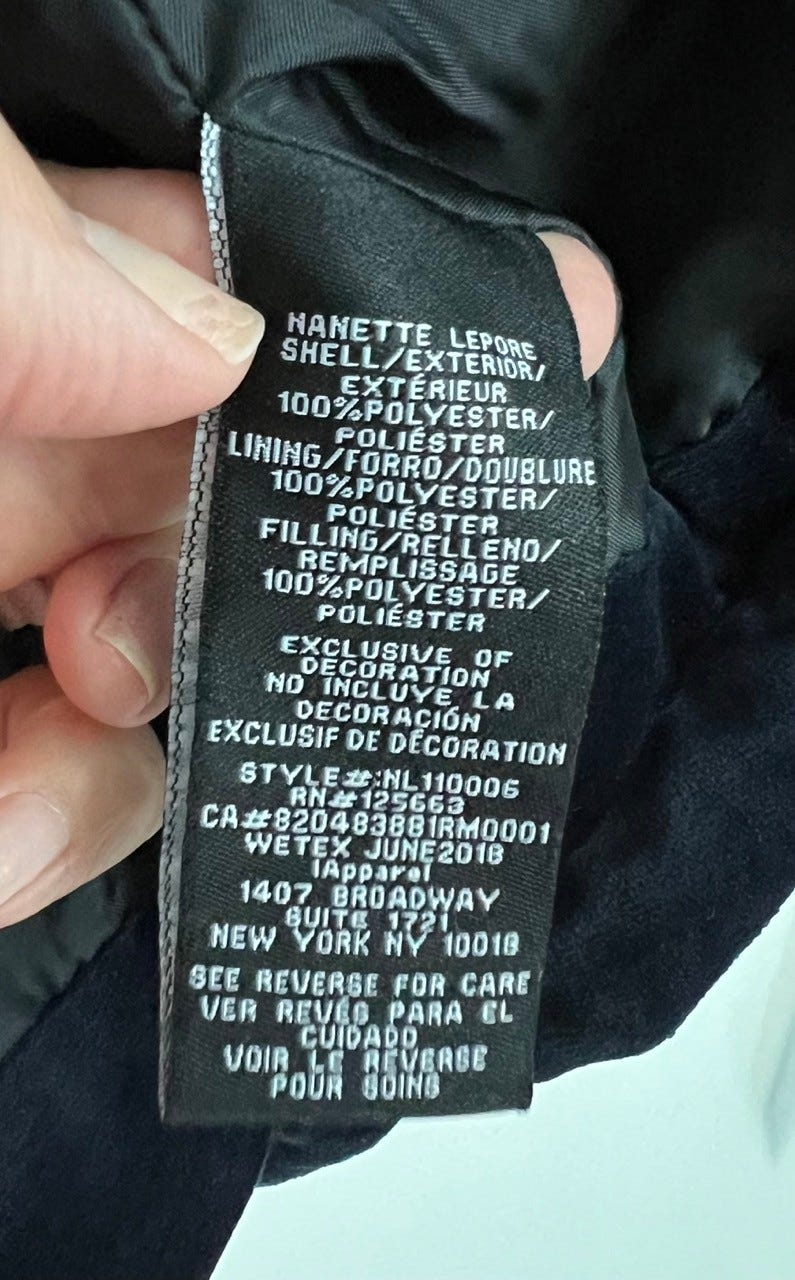 NANETTE LEPORE
SHELL/EXTERIOR/
EXTÉRIEUR
100%POLYESTER/
POLIÉSTER
LINING/FORRO/DOUBLURE
100%POLYESTER/
POLIÉSTER
FILLING/RELLENO/
REMPLISSAGE
100%POLYESTER/
POLIÉSTER
EXCLUSIVE OF
DECORATION
NO INCLUYE LA
DECORACIÓN
EXCLUSIF DE DÉCORATION
STYLE#:NL110006
RN#125663
CA#820483881RM0001
WETEX JUNE2018
IApparel
1407 BROADWAY
SUITE 1721
NEW YORK NY 10018
SEE REVERSE FOR CARE
VER REVÉS PARA EL
CUIDADO
VOIR LE REVERSE
POUR SOINS